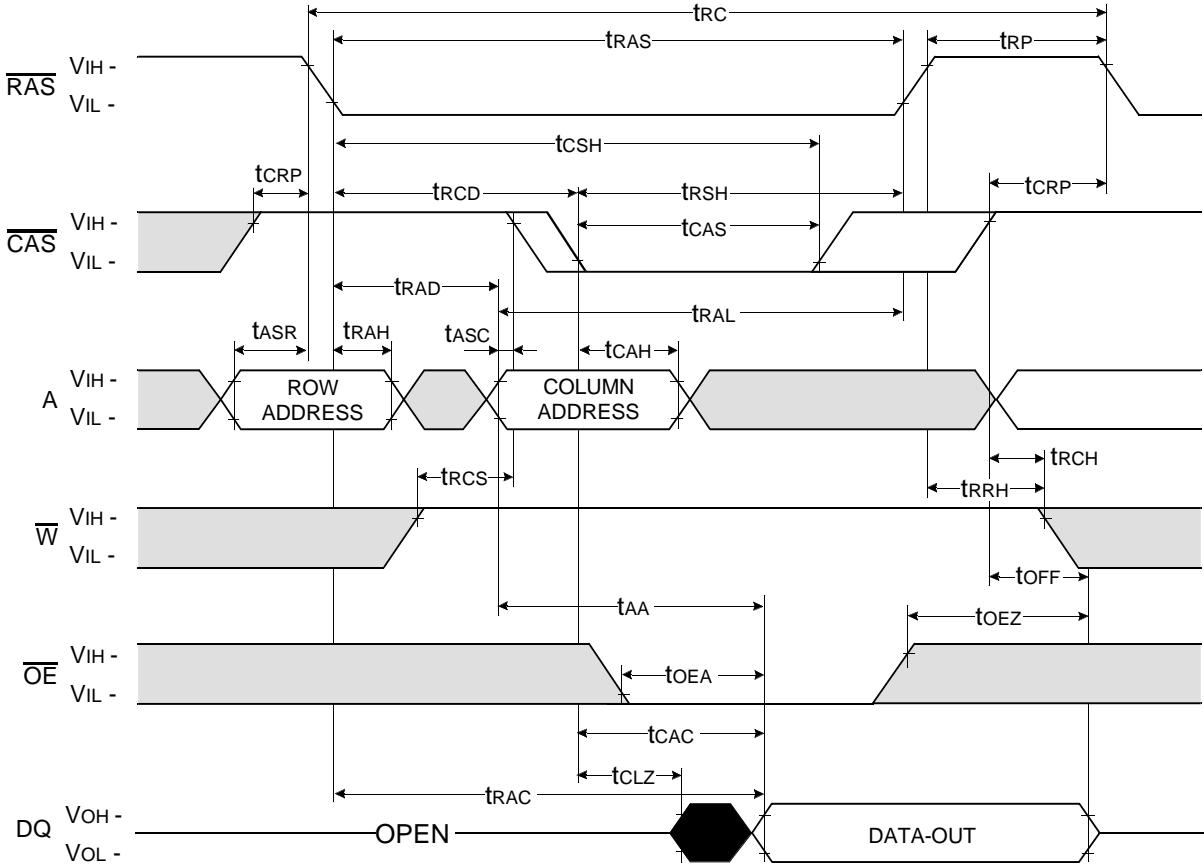 tRC
tRAS
tRP
RAS
VIH -
VIL -
tCSH
tCRP
tRCD
tRSH
tCRP
CAS
VIH -
VIL -
tCAS
tRAD
tRAL
tASR
tRAH
tASC
tCAH
A
VIH -
VIL -
ROW
ADDRESS
COLUMN
ADDRESS
tRCS
tRCH
tRRH
W
VIH -
VIL -
tOFF
tAA
tOEZ
OE
VIH -
VIL -
tOEA
tCAC
tCLZ
tRAC
DQ
VOH -
VOL -
OPEN
DATA-OUT